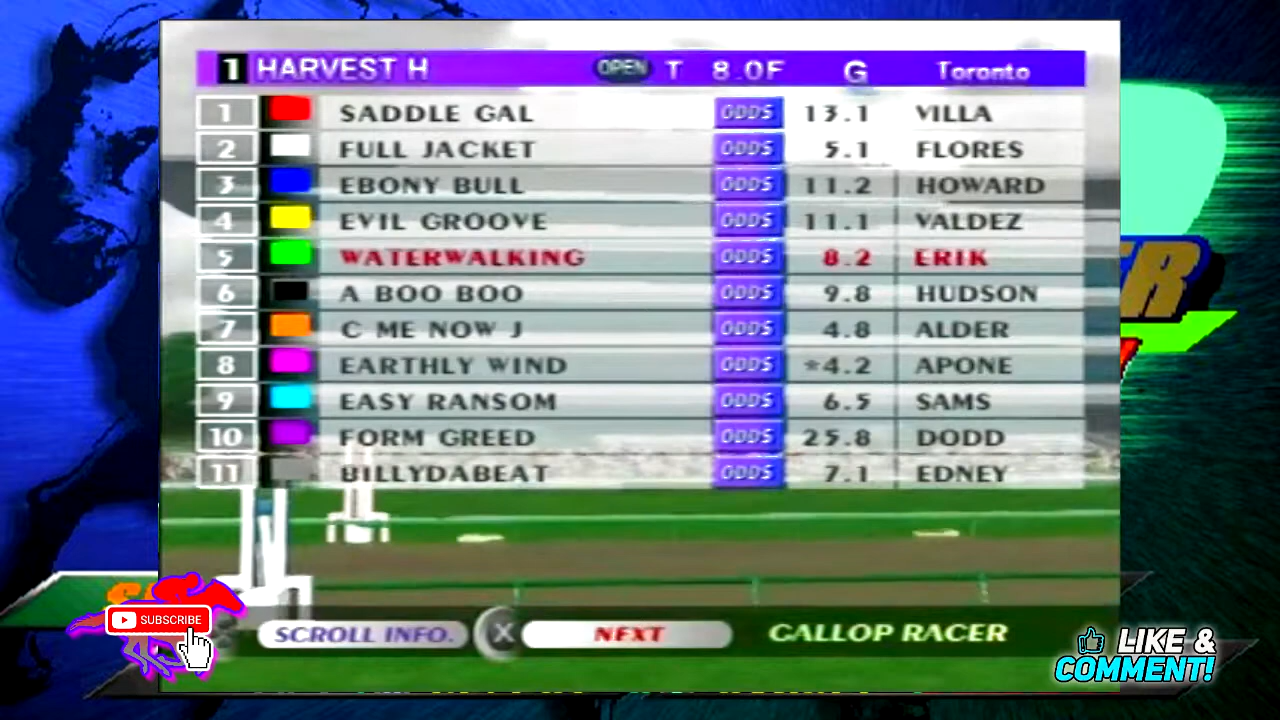 1 HARVEST H OPEN T 8.0F G Toronto
1 SADDLE GAL ODDS 13.1 VILLA
2 FULL JACKET ODDS 5.1 FLORES
3 EBONY BULL ODDS 11.2 HOWARD
4 EVIL GROOVE ODDS 11.1 VALDEZ
5 WATERWALKING ODDS 8.2 ERIK
6 A BOO BOO ODDS 9.8 HUDSON
7 C ME NOW J ODDS 4.8 ALDER
8 EARTHLY WIND ODDS *4.2 APONE
9 EASY RANSOM ODDS 6.5 SAMS
10 FORM GREED ODDS 25.8 DODD
11 BILLYDABEAT ODDS 7.1 EDNEY
SCROLL INFO. X NEXT GALLOP RACER
SUBSCRIBE
LIKE &
COMMENT!